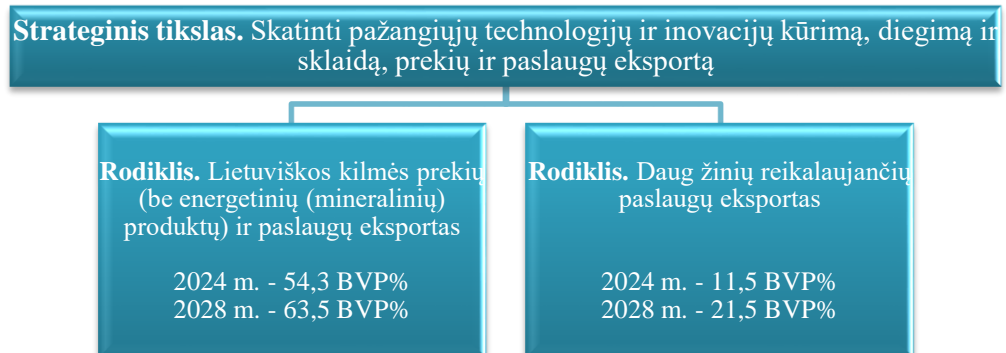 Strateginis tikslas. Skatinti pažangiųjų technologijų ir inovacijų kūrimą, diegimą ir
sklaidą, prekių ir paslaugų eksportą
Rodiklis. Lietuviškos kilmės prekių
(be energetinių (mineralinių)
produktų) ir paslaugų eksportas
2024 m. - 54,3 BVP%
2028 m. - 63,5 BVP%
Rodiklis. Daug žinių reikalaujančių
paslaugų eksportas
2024 m. - 11,5 BVP%
2028 m. - 21,5 BVP%